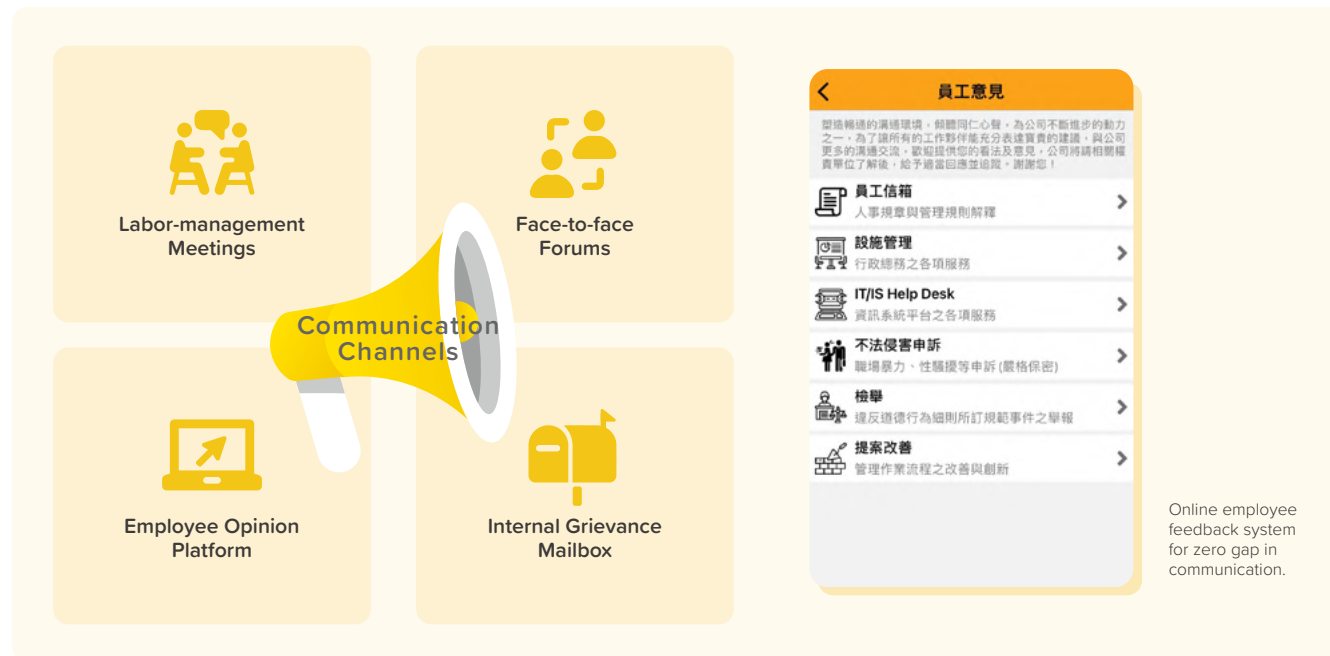 Labor-management
Meetings
Face-to-face
Forums
Communication
Channels
Employee Opinion
Platform
Internal Grievance
Mailbox
員工意見
塑造暢通的溝通環境，傾聽同仁心聲，為公司不斷進步的動力
之一，為了讓所有的工作夥伴能充分表達寶貴的建議，與公司
更多的溝通交流，歡迎提供您的看法及意見，公司將請相關權
責單位了解後，給予適當回應並追蹤，謝謝您！
員工信箱
人事規章與管理規則解釋
設施管理
行政總務之各項服務
IT/IS Help Desk
資訊系統平台之各項服務
不法侵害申訴
職場暴力、性騷擾等申訴 (嚴格保密)
檢舉
違反道德行為細則所訂規範事件之舉報
提案改善
管理作業流程之改善與創新
Online employee
feedback system
for zero gap in
communication.